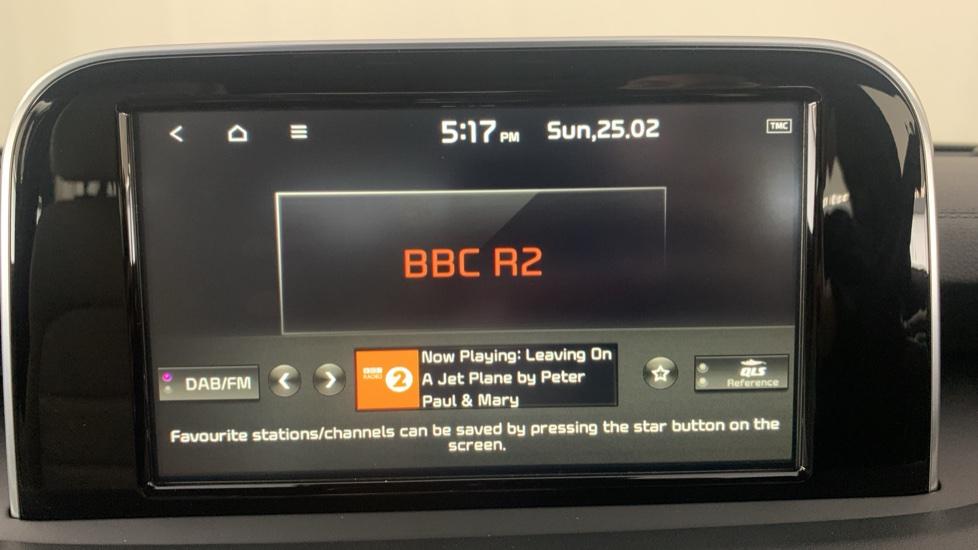 5:17 PM Sun,25.02 TMC
BBC R2
DAB/FM
BBC
RADIO
2
Now Playing: Leaving On
A Jet Plane by Peter
Paul & Mary
QLS
Reference
Favourite stations/channels can be saved by pressing the star button on the
screen.